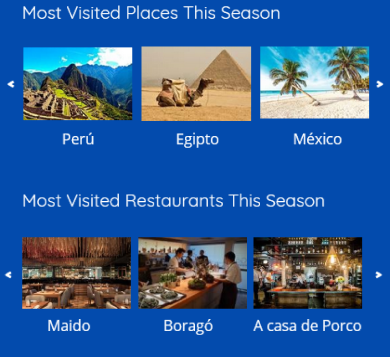 Most Visited Places This Season
Perú
Egipto
México
Most Visited Restaurants This Season
Maido
Boragó
A casa de Porco